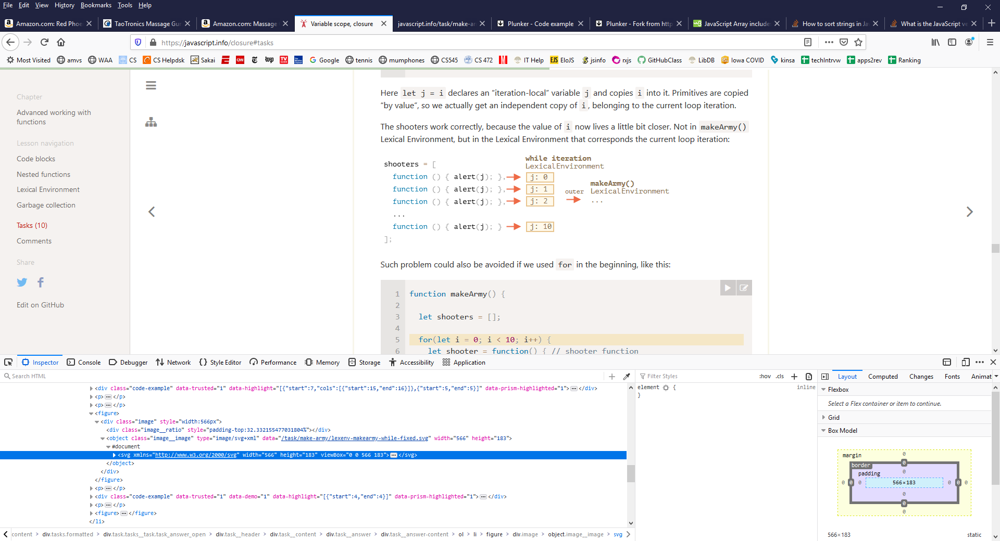 File Edit View History Bookmarks Tools Help
Amazon.com: Red Phoe
TaoTronics Massage Gun
Amazon.com: Massage
Variable scope, closure
javascript.info/task/make-ar
Plunker - Code example
Plunker - Fork from http
JavaScript Array include
How to sort strings in Ja
What is the JavaScript ve
https://javascript.info/closure#tasks
Most Visited amvs WAA CS CS Helpdsk Sakai CNN wp Google tennis mumphones CS545 CS 472 IT Help EJS EloJS jsinfo rxjs GitHubClass LibDB Iowa COVID kinsa techIntrvw apps2rev Ranking
Chapter
Advanced working with
functions
Lesson navigation
Code blocks
Nested functions
Lexical Environment
Garbage collection
Tasks (10)
Comments
Share
Edit on GitHub
Here let j = i declares an “iteration-local” variable j and copies i into it. Primitives are copied
“by value”, so we actually get an independent copy of i, belonging to the current loop iteration.
The shooters work correctly, because the value of i now lives a little bit closer. Not in makeArmy()
Lexical Environment, but in the Lexical Environment that corresponds the current loop iteration:
while iteration
LexicalEnvironment
shooters = [
function () { alert(j); }, j: 0
function () { alert(j); }, j: 1
function () { alert(j); }, j: 2
...
function () { alert(j); } j: 10
];
outer
makeArmy()
LexicalEnvironment
...
Such problem could also be avoided if we used for in the beginning, like this:
1 function makeArmy() {
2
3 let shooters = [];
4
5 for(let i = 0; i < 10; i++) {
6 let shooter = function() { // shooter function
Inspector Console Debugger Network Style Editor Performance Memory Storage Accessibility Application
Search HTML
<div class="code-example" data-trusted="1" data-highlight="[{"start":7,"cols":[{"start":15,"end":16}]},{"start":5,"end":5}]" data-prism-highlighted="1">…</div>
<p>…</p>
<p>…</p>
<figure>
<div class="image" style="width:566px">
<div class="image__ratio" style="padding-top:32.332155477031804%"></div>
<object class="image__image" type="image/svg+xml" data="/task/make-army/lexenv-makearmy-while-fixed.svg" width="566" height="183">
#document
<svg xmlns="http://www.w3.org/2000/svg" width="566" height="183" viewBox="0 0 566 183">…</svg>
</object>
</div>
</figure>
<p>…</p>
<div class="code-example" data-trusted="1" data-demo="1" data-highlight="[{"start":4,"end":4}]" data-prism-highlighted="1">…</div>
<p>…</p>
<figure>…</figure>
</li>
content > div.tasks.formatted > div.task.tasks__task.task_answer_open > div.task__header > div.task__content > div.task__answer > div.task__answer-content > ol > li > figure > div.image > object.image__image > svg
Filter Styles :hov .cls
element { inline
}
Layout Computed Changes Fonts Animat
Flexbox
Select a Flex container or item to continue.
Grid
Box Model
margin 0
border 0
padding 0
0 0 0 566×183 0 0 0
0
0
0
566×183 static